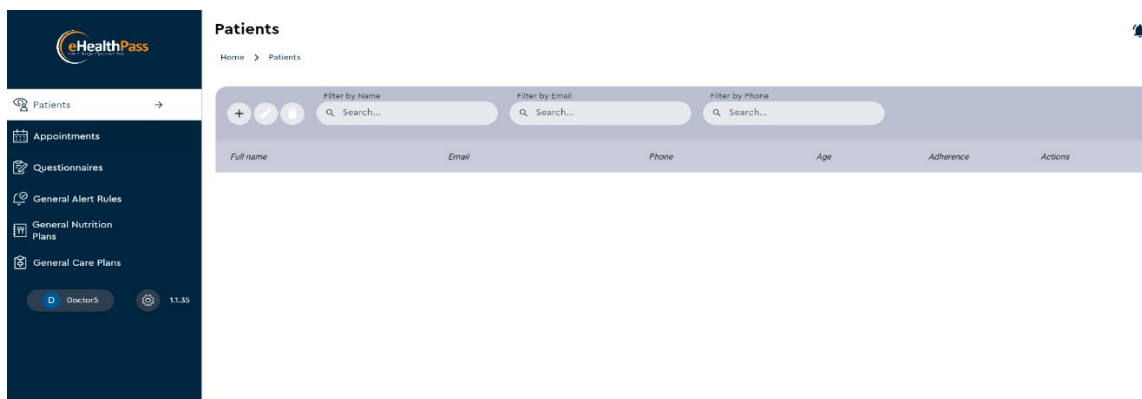 eHealthPass
Patients
Appointments
Questionnaires
General Alert Rules
General Nutrition
Plans
General Care Plans
D Doctor5
1.1.35
Patients
Home > Patients
Filter by Name Filter by Email Filter by Phone
Search... Search... Search...
Full name Email Phone Age Adherence Actions